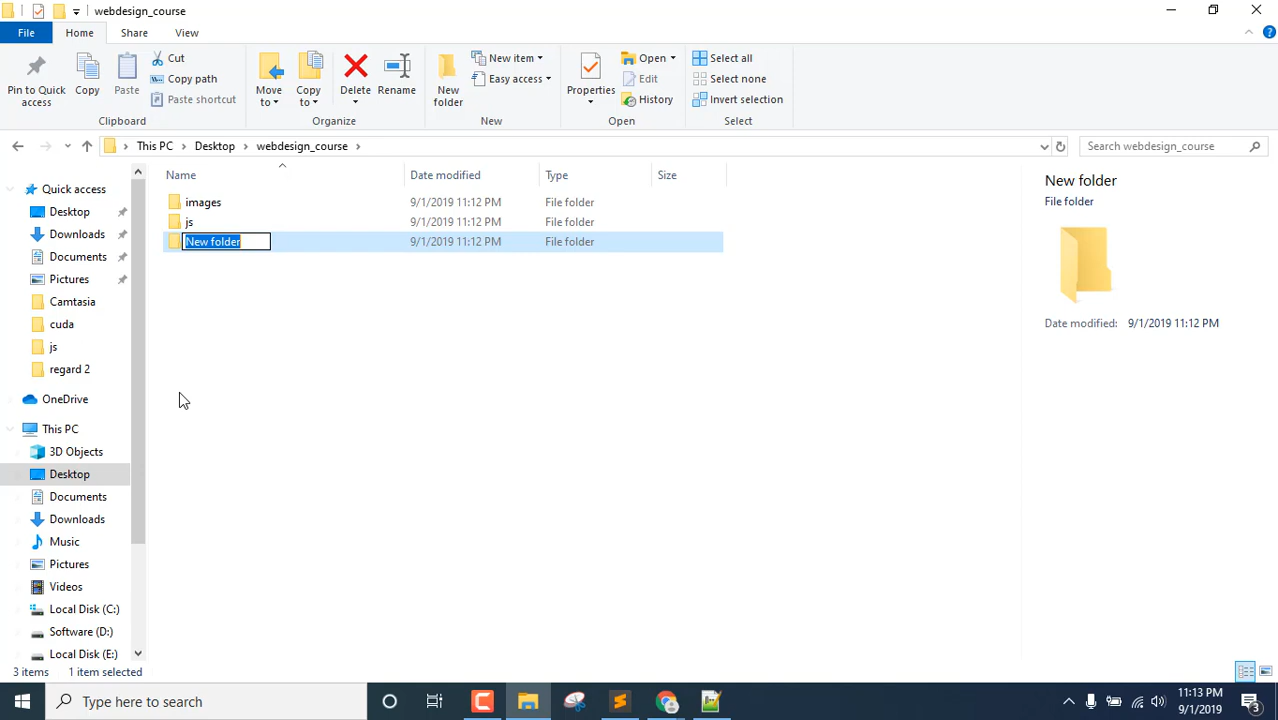 webdesign_course
File Home Share View
Pin to Quick access
Copy
Paste
Cut
Copy path
Paste shortcut
Clipboard
Move to
Copy to
Delete
Rename
Organize
New folder
New item
Easy access
New
Properties
Open
Edit
History
Open
Select all
Select none
Invert selection
Select
This PC Desktop webdesign_course
Search webdesign_course
Name Date modified Type Size
images 9/1/2019 11:12 PM File folder
js 9/1/2019 11:12 PM File folder
New folder 9/1/2019 11:12 PM File folder
Quick access
Desktop
Downloads
Documents
Pictures
Camtasia
cuda
js
regard 2
OneDrive
This PC
3D Objects
Desktop
Documents
Downloads
Music
Pictures
Videos
Local Disk (C:)
Software (D:)
Local Disk (E:)
New folder
File folder
Date modified: 9/1/2019 11:12 PM
3 items 1 item selected
Type here to search
11:13 PM
9/1/2019
3